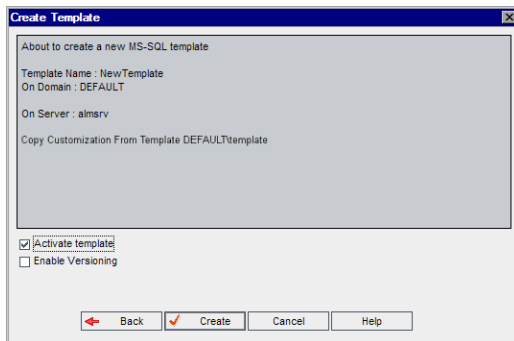 Create Template
About to create a new MS-SQL template
Template Name : NewTemplate
On Domain : DEFAULT
On Server : almsrv
Copy Customization From Template DEFAULT\template
Activate template
Enable Versioning
Back Create Cancel Help